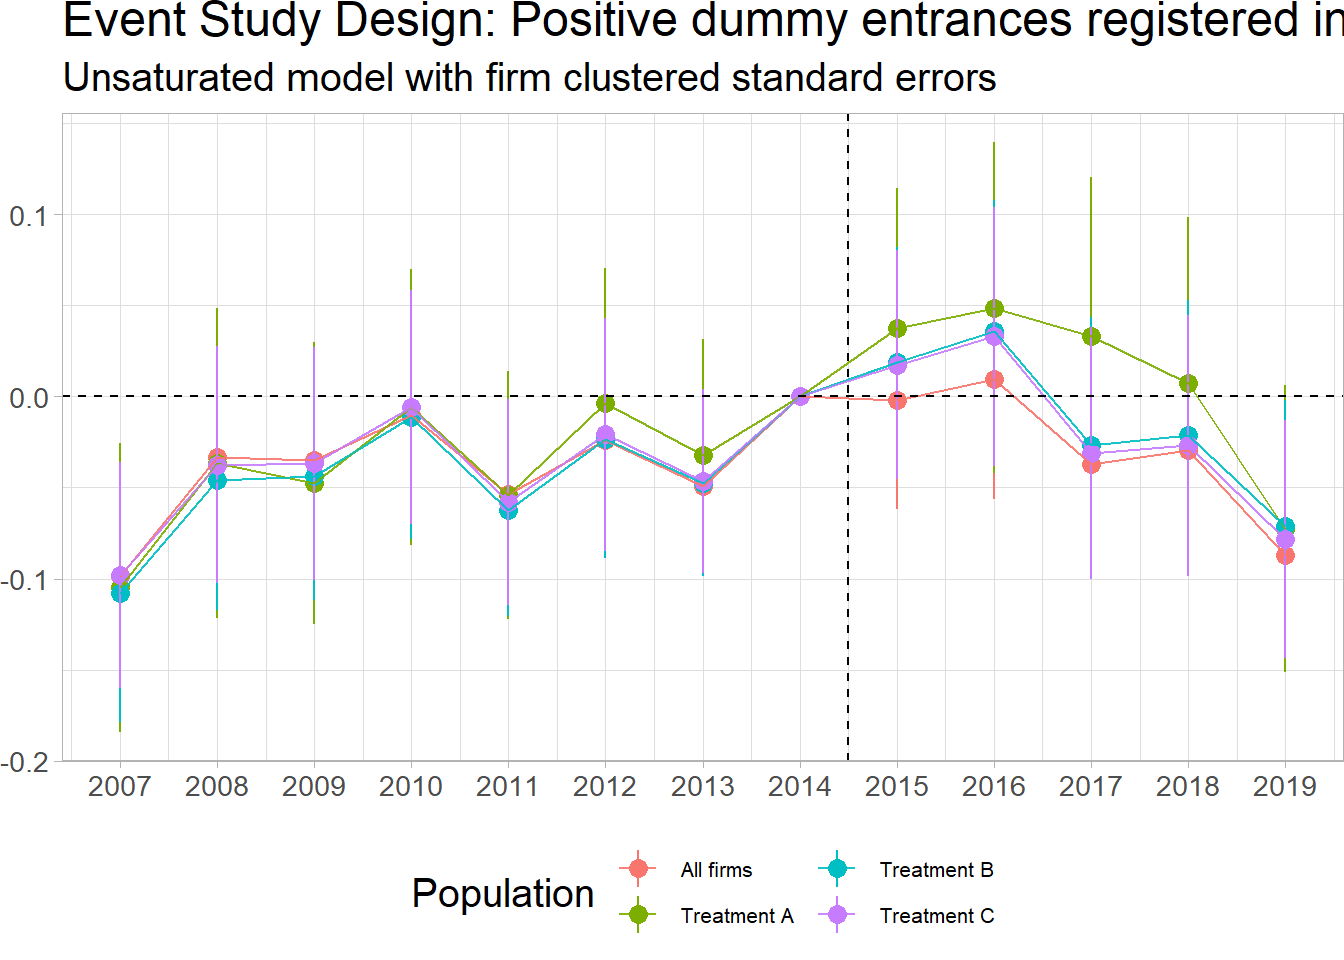 Event Study Design: Positive dummy entrances registered in
Unsaturated model with firm clustered standard errors
0.1
0.0
-0.1
-0.2
2007 2008 2009 2010 2011 2012 2013 2014 2015 2016 2017 2018 2019
Population
All firms
Treatment A
Treatment B
Treatment C